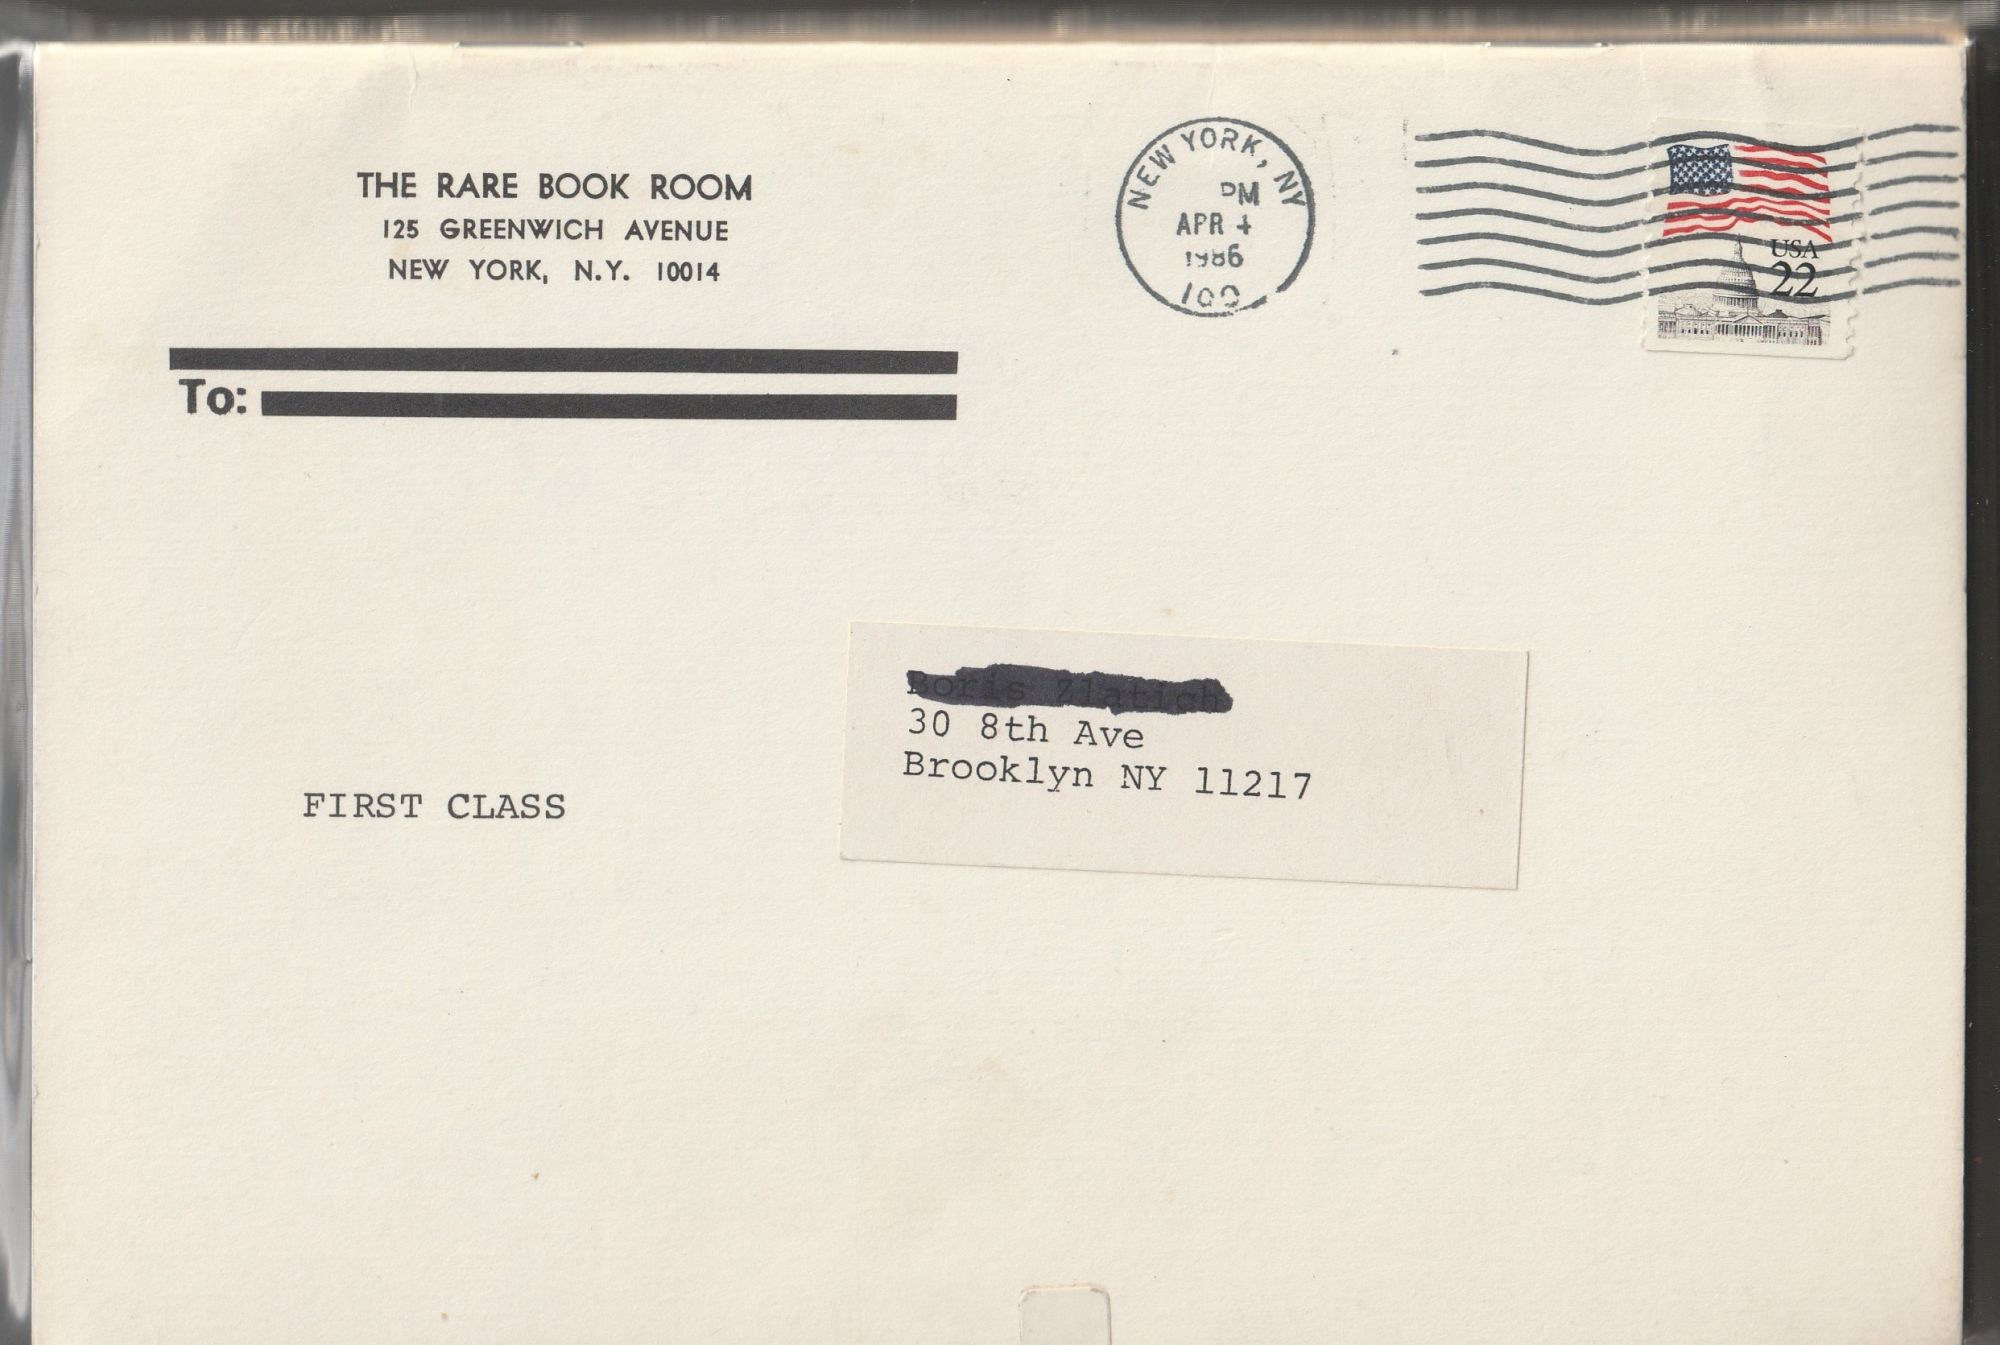 THE RARE BOOK ROOM
125 GREENWICH AVENUE
NEW YORK, N.Y. 10014
To:
NEW YORK, NY
PM
APR 4
1986
100
USA
22
30 8th Ave
Brooklyn NY 11217
FIRST CLASS